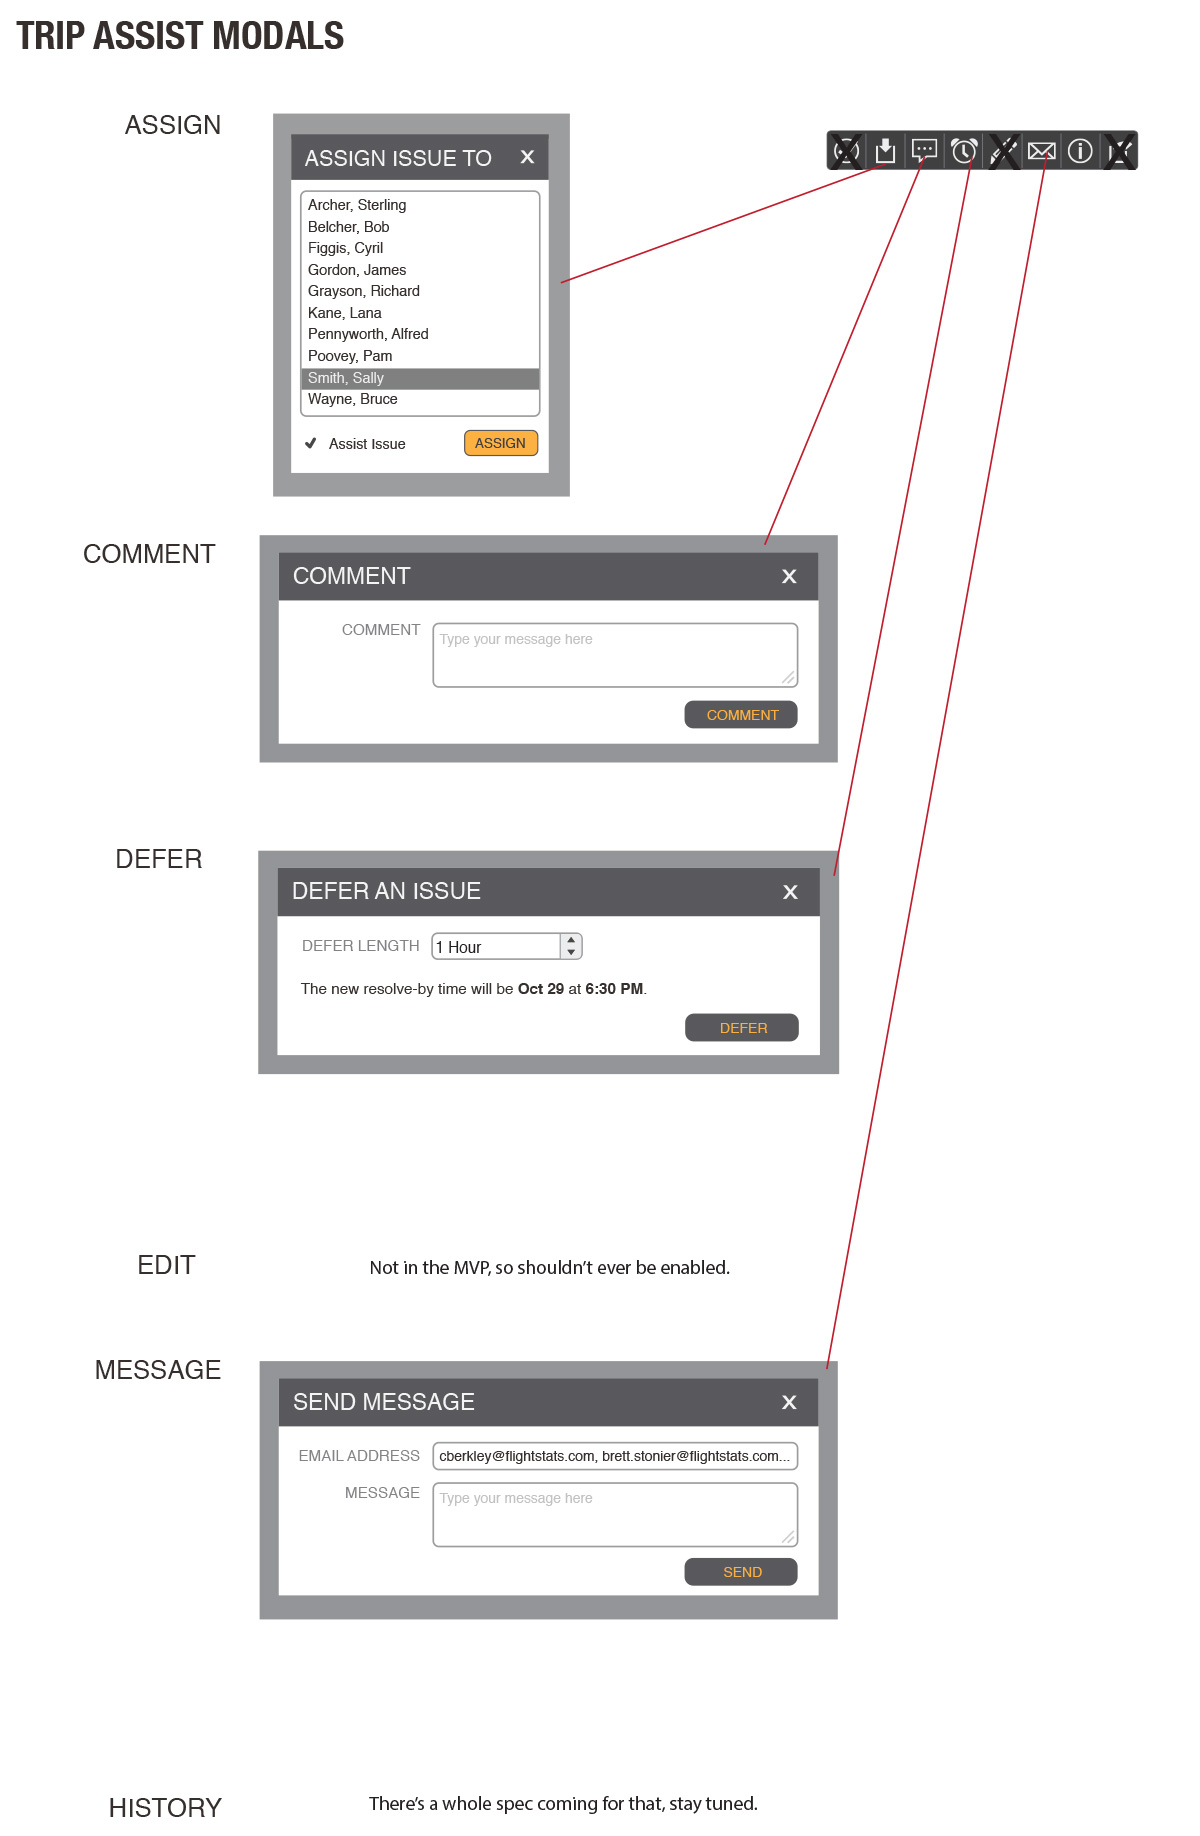 TRIP ASSIST MODALS
ASSIGN
ASSIGN ISSUE TO X
Archer, Sterling
Belcher, Bob
Figgis, Cyril
Gordon, James
Grayson, Richard
Kane, Lana
Pennyworth, Alfred
Poovey, Pam
Smith, Sally
Wayne, Bruce
Assist Issue ASSIGN
COMMENT
COMMENT X
COMMENT Type your message here
COMMENT
DEFER
DEFER AN ISSUE X
DEFER LENGTH 1 Hour
The new resolve-by time will be Oct 29 at 6:30 PM.
DEFER
EDIT Not in the MVP, so shouldn't ever be enabled.
MESSAGE
SEND MESSAGE X
EMAIL ADDRESS cberkley@flightstats.com, brett.stonier@flightstats.com...
MESSAGE Type your message here
SEND
HISTORY There's a whole spec coming for that, stay tuned.